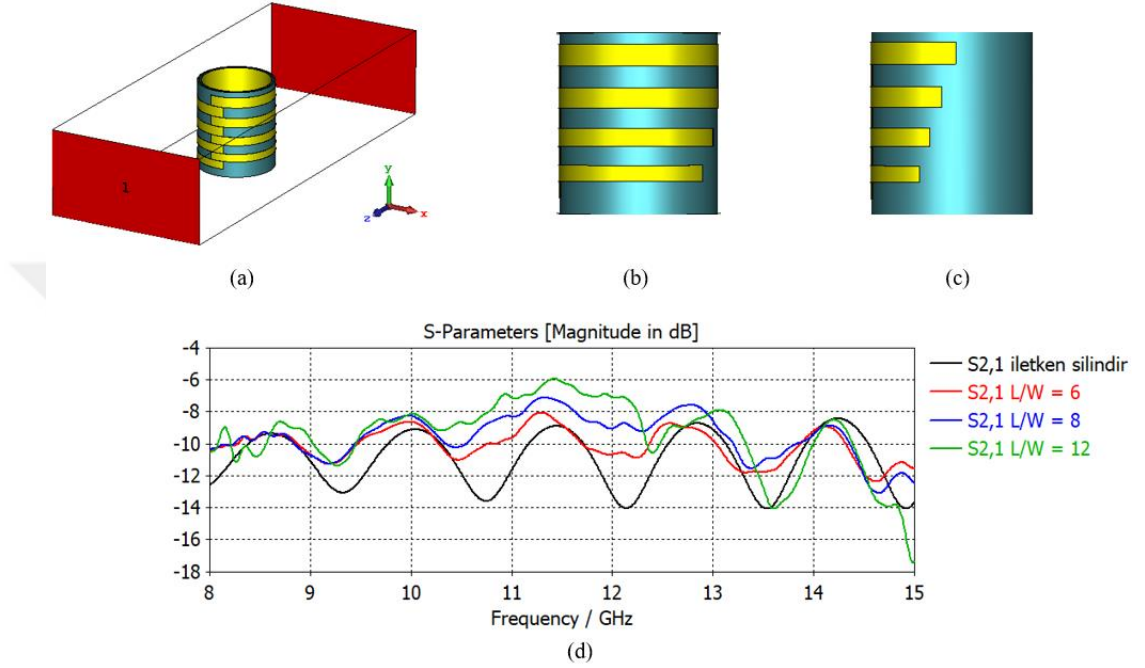 1
y
z
x
(a)
(b)
(c)
S-Parameters [Magnitude in dB]
-4
-6
-8
-10
-12
-14
-16
-18
8
9
10
11
12
13
14
15
Frequency / GHz
S2,1 iletken silindir
S2,1 L/W = 6
S2,1 L/W = 8
S2,1 L/W = 12
(d)